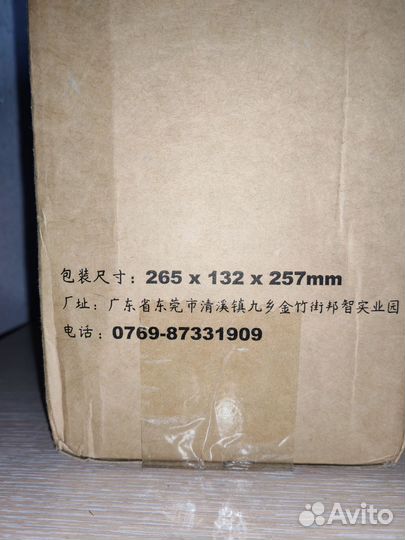 包装尺寸：265 x 132 x 257mm
厂址：广东省东莞市清溪镇九乡金竹街邦智实业园
电话：0769-87331909
Avito